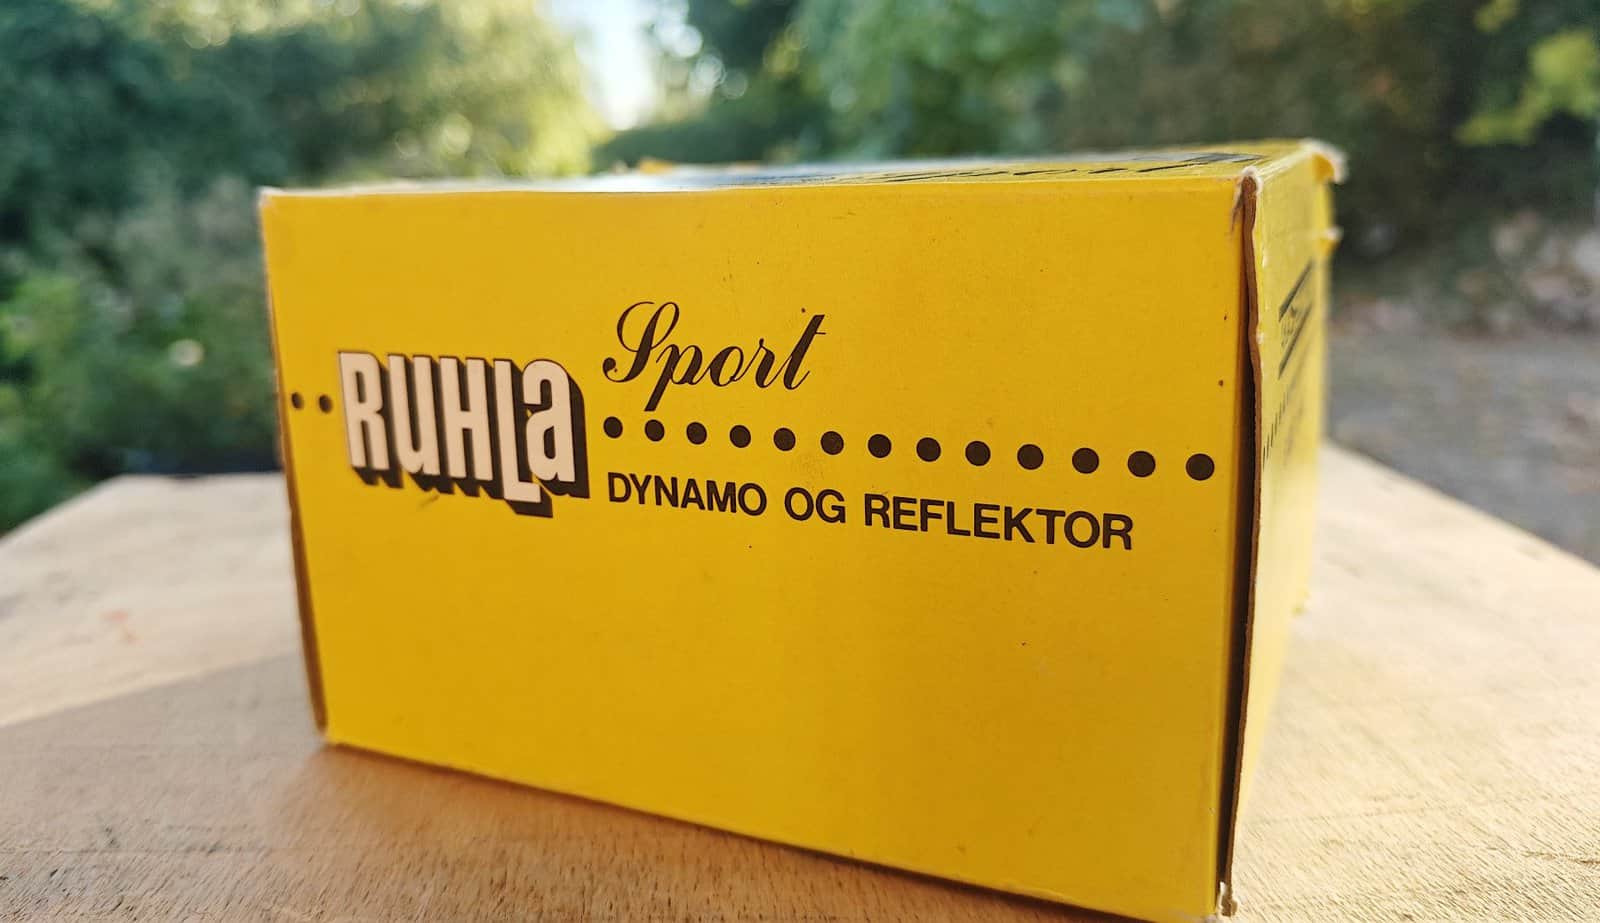 RUHLa
Sport
DYNAMO OG REFLEKTOR